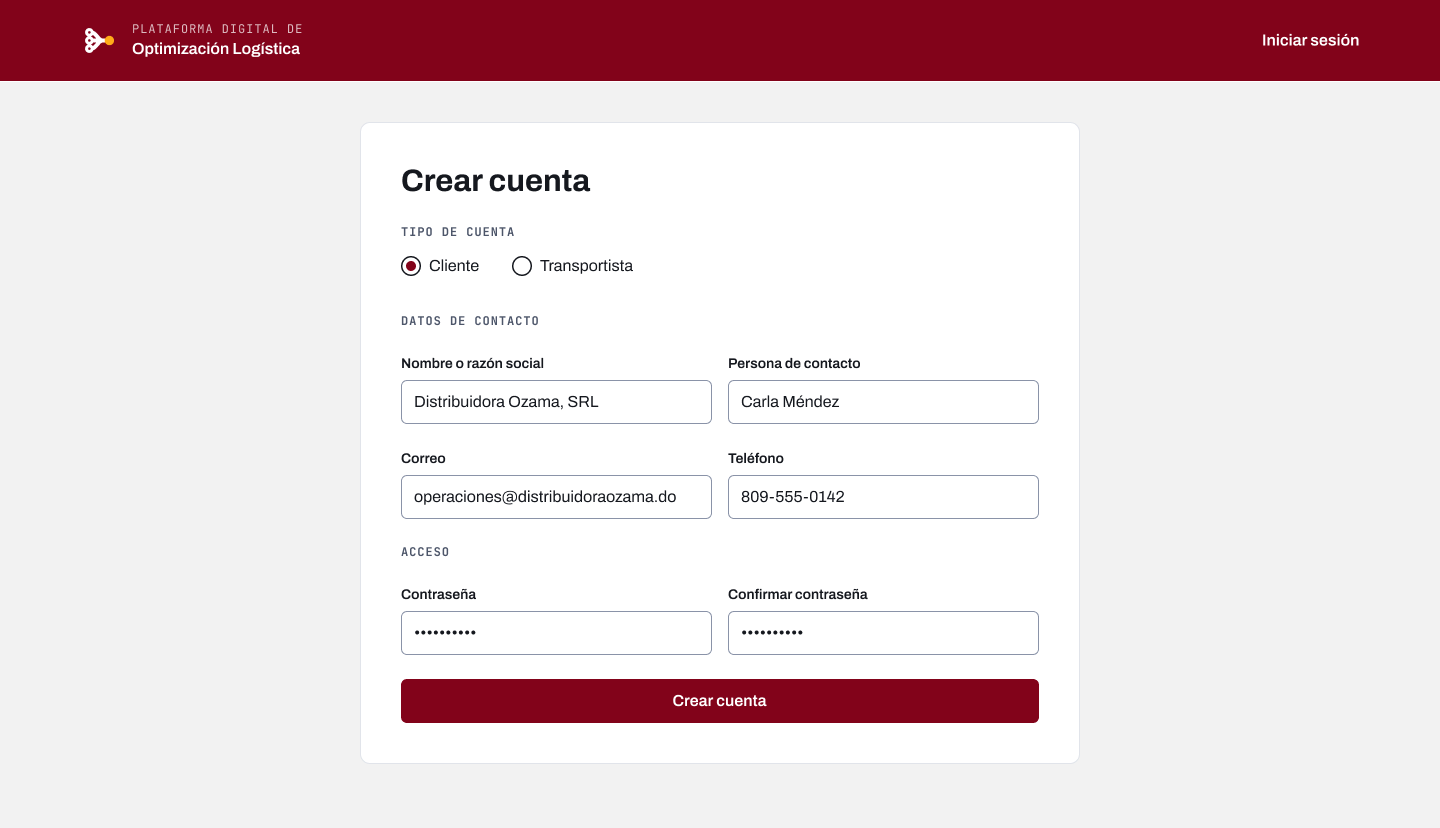 PLATAFORMA DIGITAL DE
Optimización Logística
Iniciar sesión
Crear cuenta
TIPO DE CUENTA
Cliente
Transportista
DATOS DE CONTACTO
Nombre o razón social
Persona de contacto
Distribuidora Ozama, SRL
Carla Méndez
Correo
Teléfono
operaciones@distribuidoraozama.do
809-555-0142
ACCESO
Contraseña
Confirmar contraseña
••••••••••
••••••••••
Crear cuenta